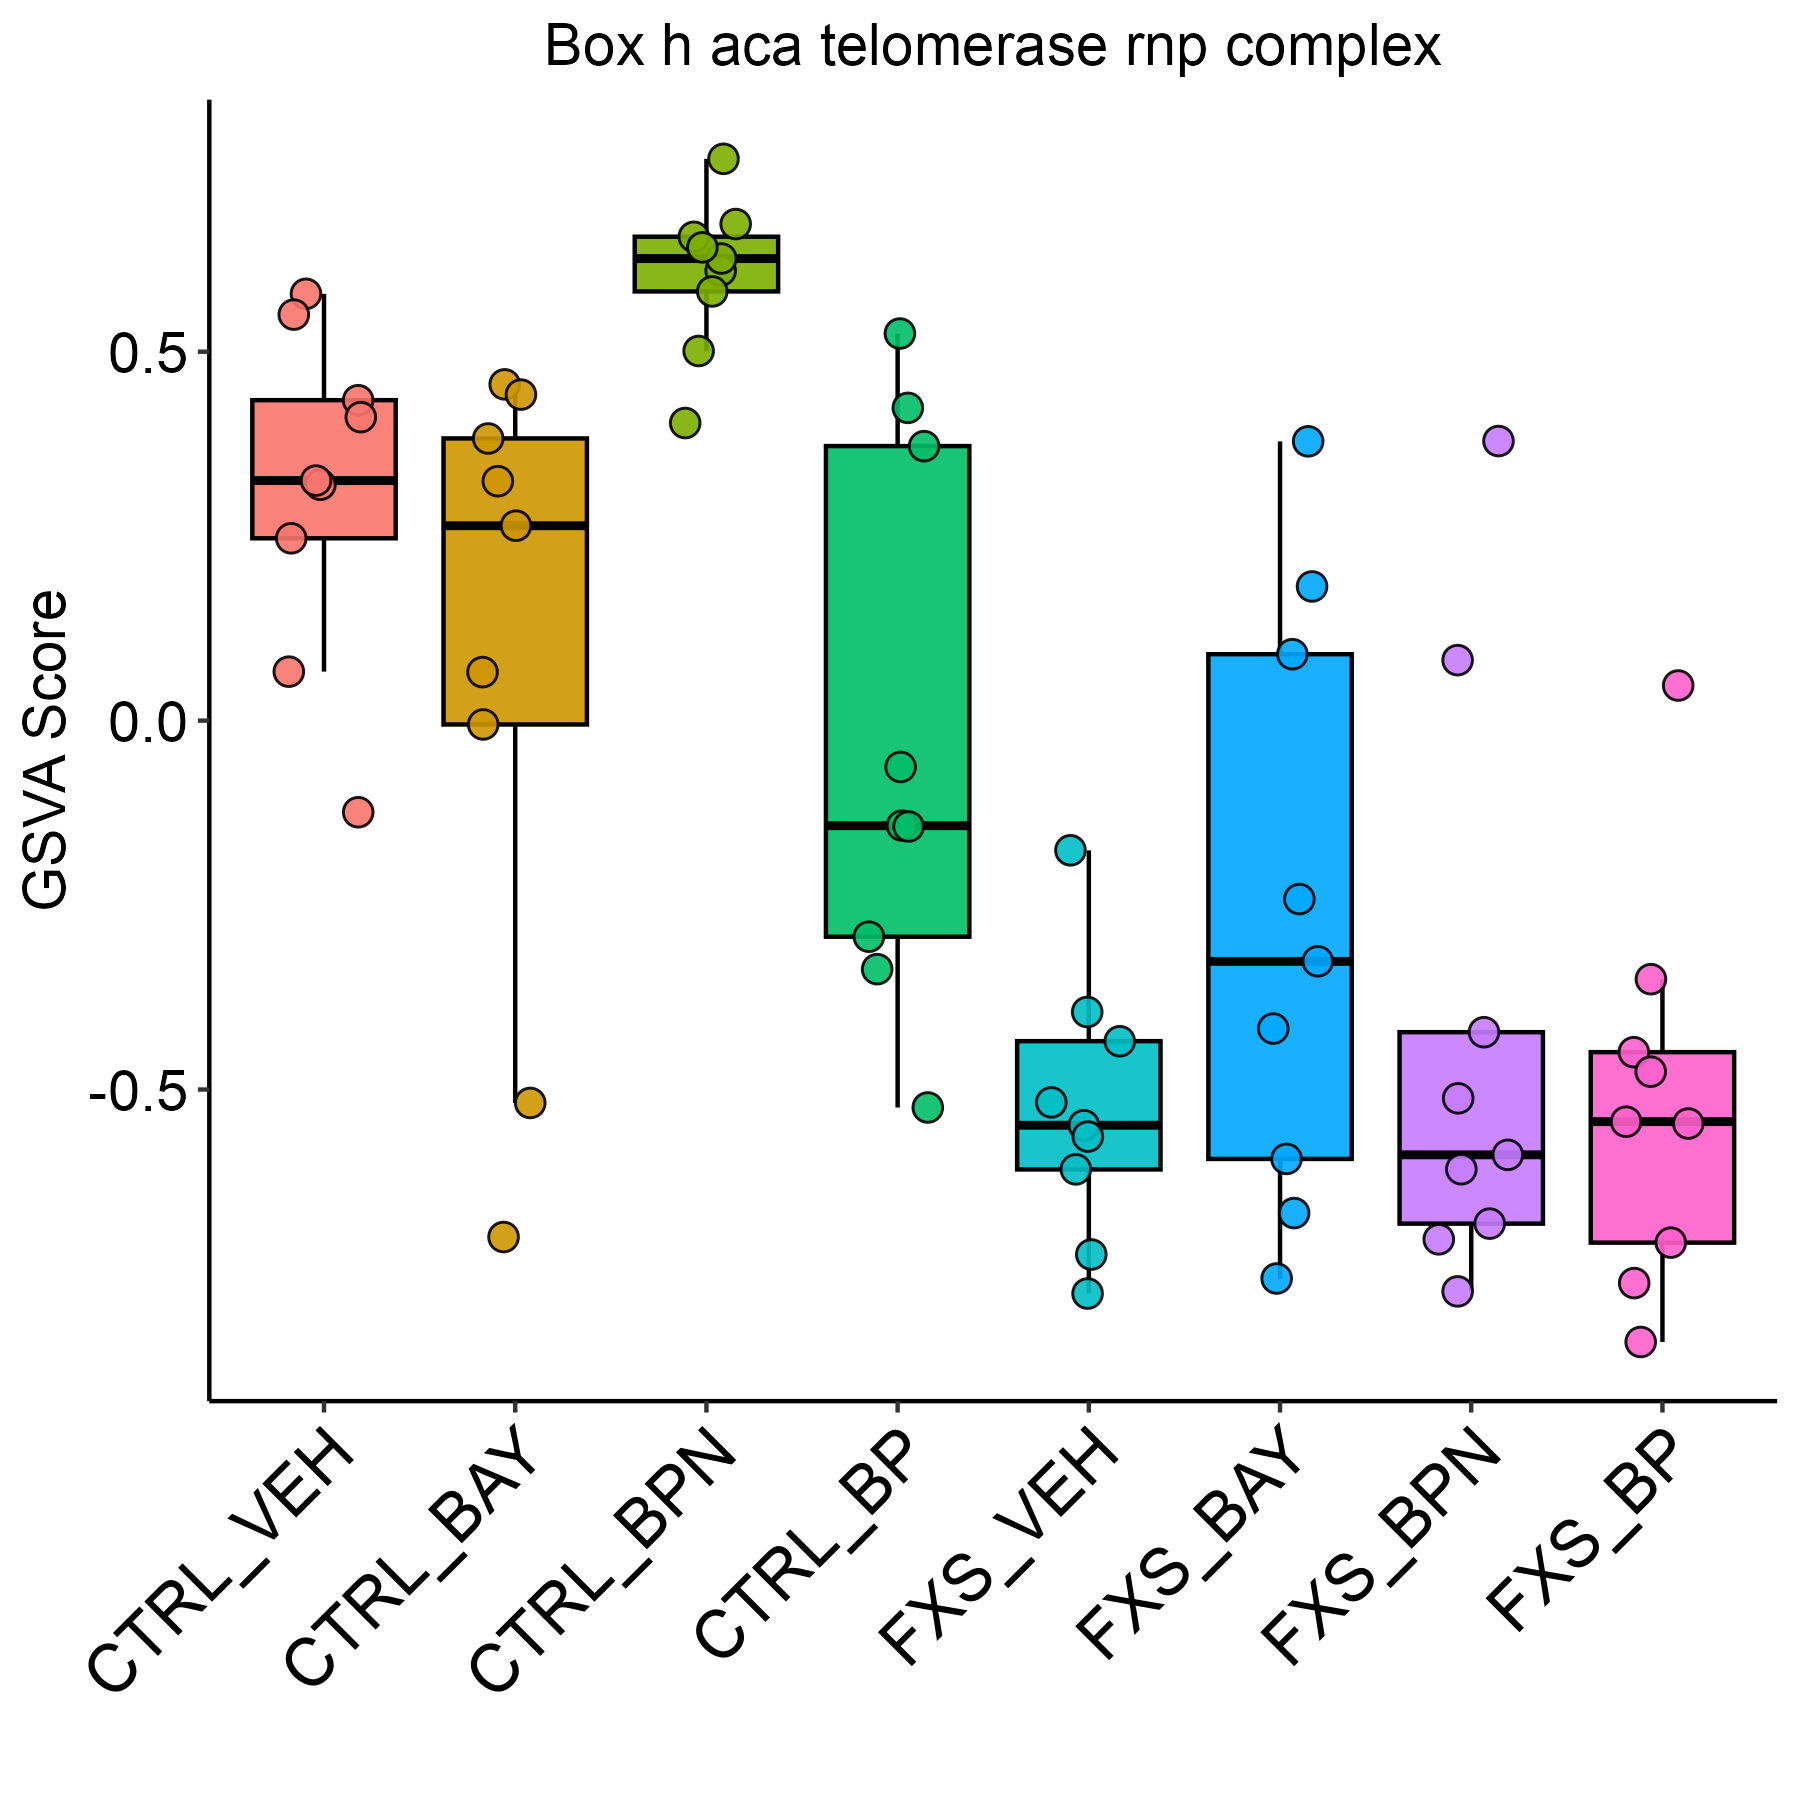 Box h aca telomerase rnp complex
GSVA Score
0.5
0.0
-0.5
CTRL_VEH
CTRL_BAY
CTRL_BPN
CTRL_BP
FXS_VEH
FXS_BAY
FXS_BPN
FXS_BP